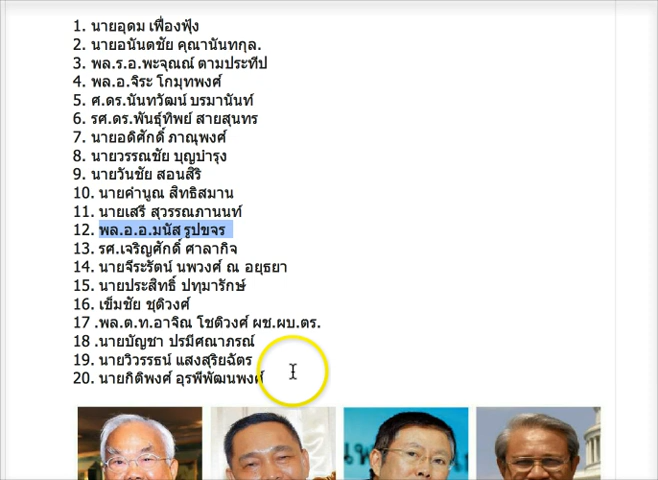 1. นายอุดม เฟื่องฟุ้ง
2. นายอนันตชัย คุณานันทกุล.
3. พล.ร.อ.พะจุณณ์ ตามประทีป
4. พล.อ.จิระ โกมุทพงศ์
5. ศ.ดร.นันทวัฒน์ บรมานันท์
6. รศ.ดร.พันธุ์ทิพย์ สายสุนทร
7. นายอดิศักดิ์ ภาณุพงศ์
8. นายวรรณชัย บุญบำรุง
9. นายวันชัย สอนสิริ
10. นายคำนูณ สิทธิสมาน
11. นายเสรี สุวรรณภานนท์
12. พล.อ.อ.มนัส รูปขจร
13. รศ.เจริญศักดิ์ ศาลากิจ
14. นายจีระรัตน์ นพวงศ์ ณ อยุธยา
15. นายประสิทธิ์ ปทุมารักษ์
16. เข็มชัย ชุติวงศ์
17 .พล.ต.ท.อาจิณ โชติวงศ์ ผช.ผบ.ตร.
18 .นายบัญชา ปรมีศณาภรณ์
19. นายวิวรรธน์ แสงสุริยฉัตร
20. นายกิติพงศ์ อุรพีพัฒนพงศ์